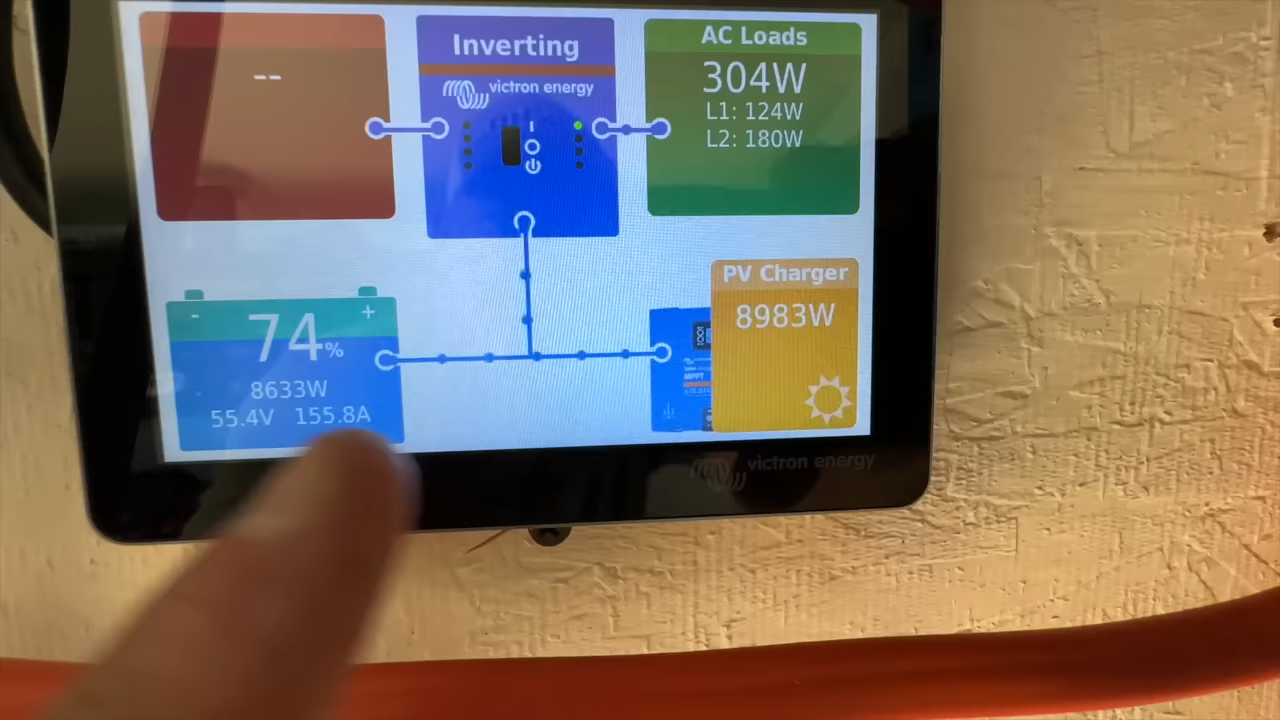 --
Inverting
victron energy
I
AC Loads
304W
L1: 124W
L2: 180W
- +
74%
8633W
55.4V 155.8A
PV Charger
8983W
MPPT
victron energy